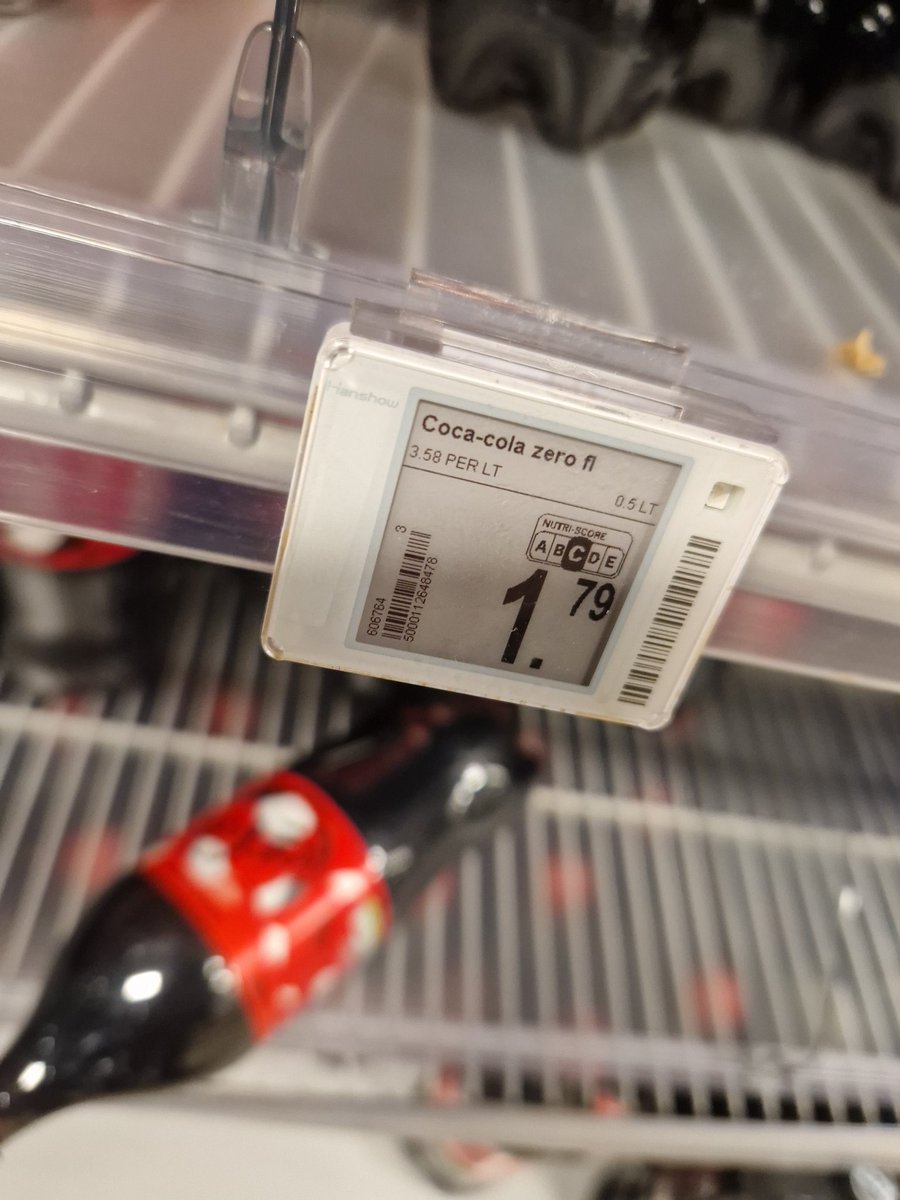 Hanshow
Coca-cola zero fl
3.58 PER LT
0.5 LT
NUTRI-SCORE
A B C D E
1.79
3
606764
5000112648478